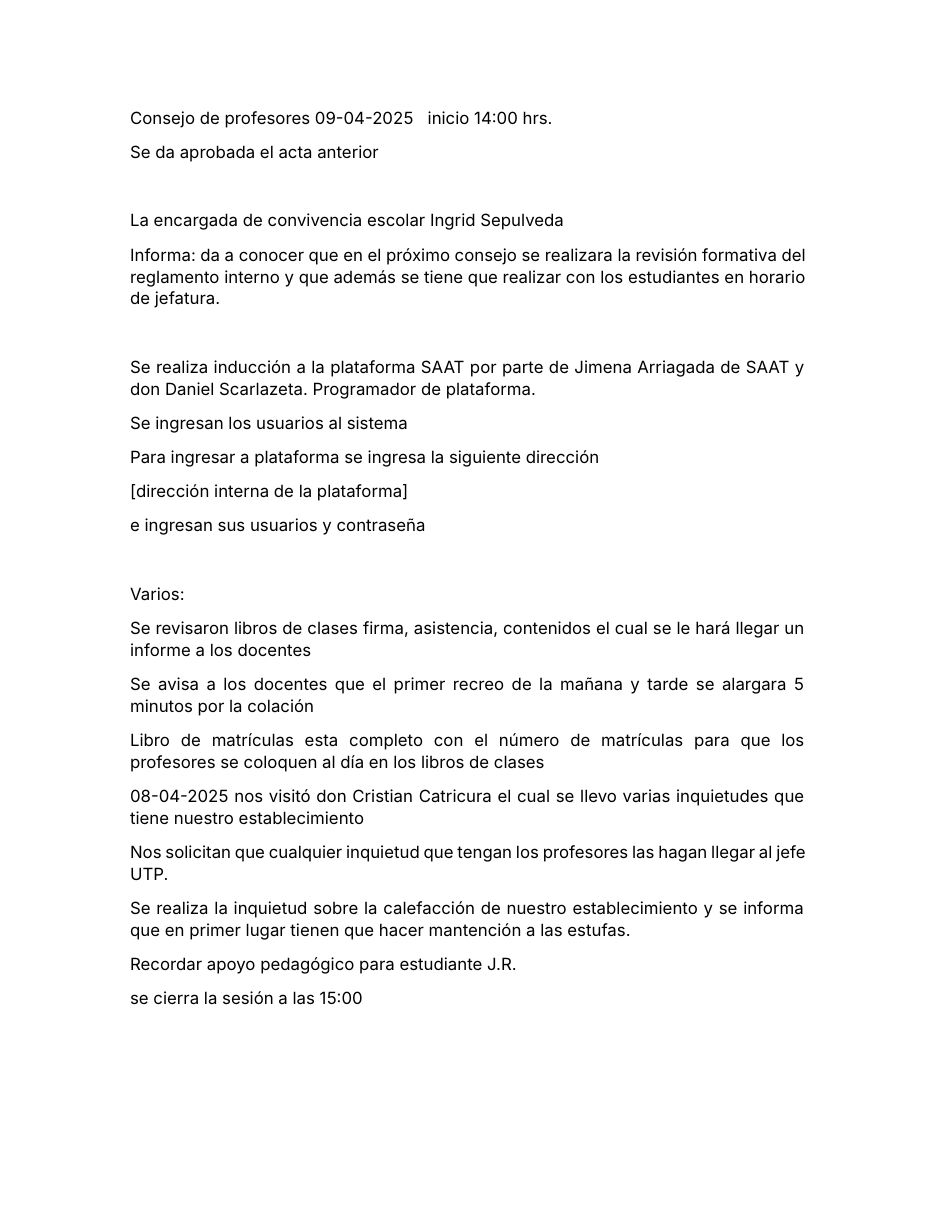 Consejo de profesores 09-04-2025   inicio 14:00 hrs.
Se da aprobada el acta anterior
La encargada de convivencia escolar Ingrid Sepulveda
Informa: da a conocer que en el próximo consejo se realizara la revisión formativa del
reglamento interno y que además se tiene que realizar con los estudiantes en horario
de jefatura.
Se realiza inducción a la plataforma SAAT por parte de Jimena Arriagada de SAAT y
don Daniel Scarlazeta. Programador de plataforma.
Se ingresan los usuarios al sistema
Para ingresar a plataforma se ingresa la siguiente dirección
[dirección interna de la plataforma]
e ingresan sus usuarios y contraseña
Varios:
Se revisaron libros de clases firma, asistencia, contenidos el cual se le hará llegar un
informe a los docentes
Se avisa a los docentes que el primer recreo de la mañana y tarde se alargara 5
minutos por la colación
Libro de matrículas esta completo con el número de matrículas para que los
profesores se coloquen al día en los libros de clases
08-04-2025 nos visitó don Cristian Catricura el cual se llevo varias inquietudes que
tiene nuestro establecimiento
Nos solicitan que cualquier inquietud que tengan los profesores las hagan llegar al jefe
UTP.
Se realiza la inquietud sobre la calefacción de nuestro establecimiento y se informa
que en primer lugar tienen que hacer mantención a las estufas.
Recordar apoyo pedagógico para estudiante J.R.
se cierra la sesión a las 15:00